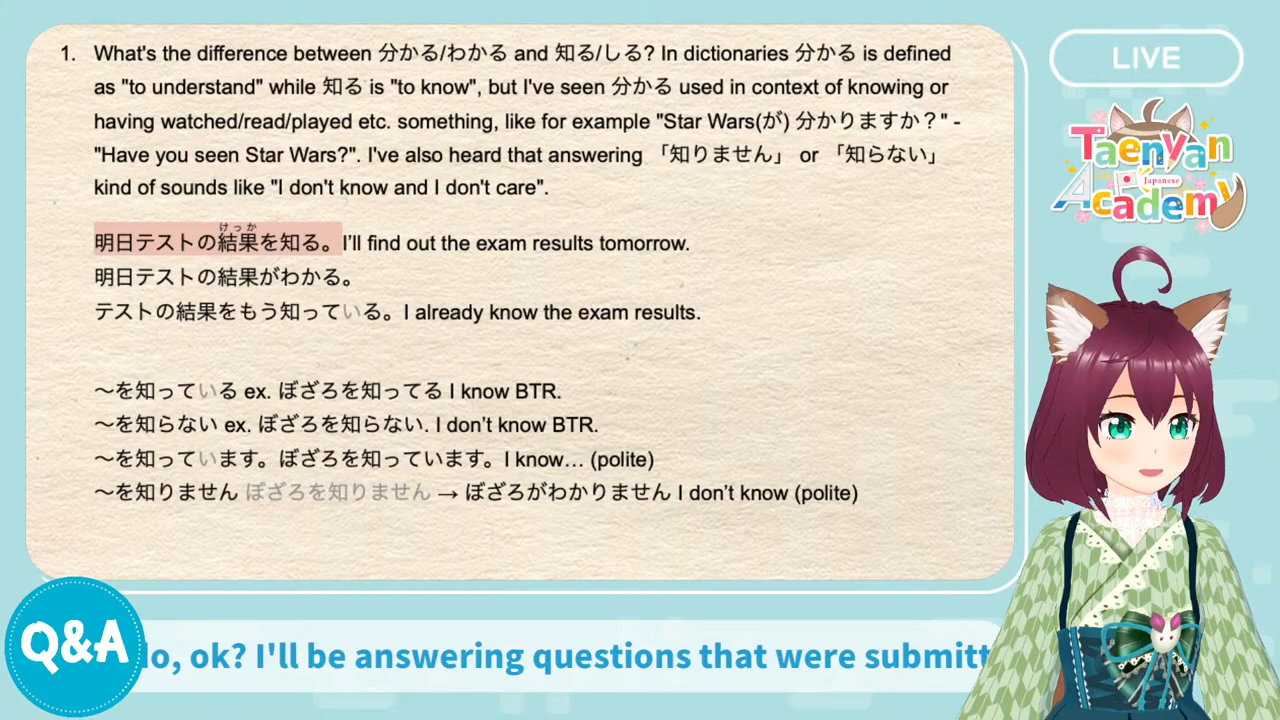 1. What's the difference between 分かる/わかる and 知る/しる? In dictionaries 分かる is defined
as "to understand" while 知る is "to know", but I've seen 分かる used in context of knowing or
having watched/read/played etc. something, like for example "Star Wars(が) 分かりますか？" -
"Have you seen Star Wars?". I've also heard that answering 「知りません」 or 「知らない」
kind of sounds like "I don't know and I don't care".
けっか
明日テストの結果を知る。I'll find out the exam results tomorrow.
明日テストの結果がわかる。
テストの結果をもう知っている。I already know the exam results.
～を知っている ex. ぼざろを知ってる I know BTR.
～を知らない ex. ぼざろを知らない. I don't know BTR.
～を知っています。ぼざろを知っています。I know… (polite)
～を知りません ぼざろを知りません → ぼざろがわかりません I don't know (polite)
LIVE
Taenyan
Japanese
Academy
Q&A
lo, ok? I'll be answering questions that were submitt